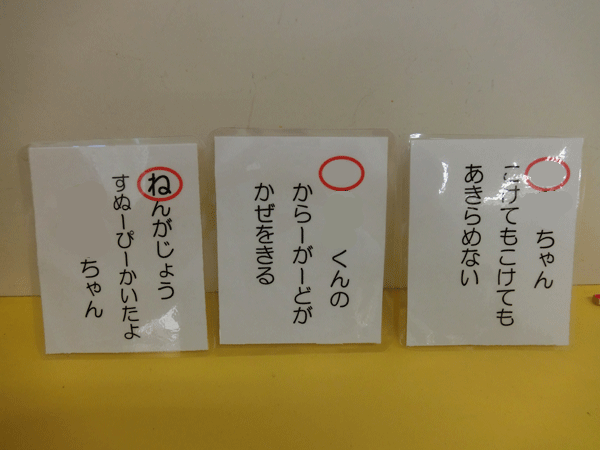 ねんがじょう
すぬーぴーかいたよ
ちゃん
くんの
からーがーどが
かぜをきる
ちゃん
こけてもこけても
あきらめない